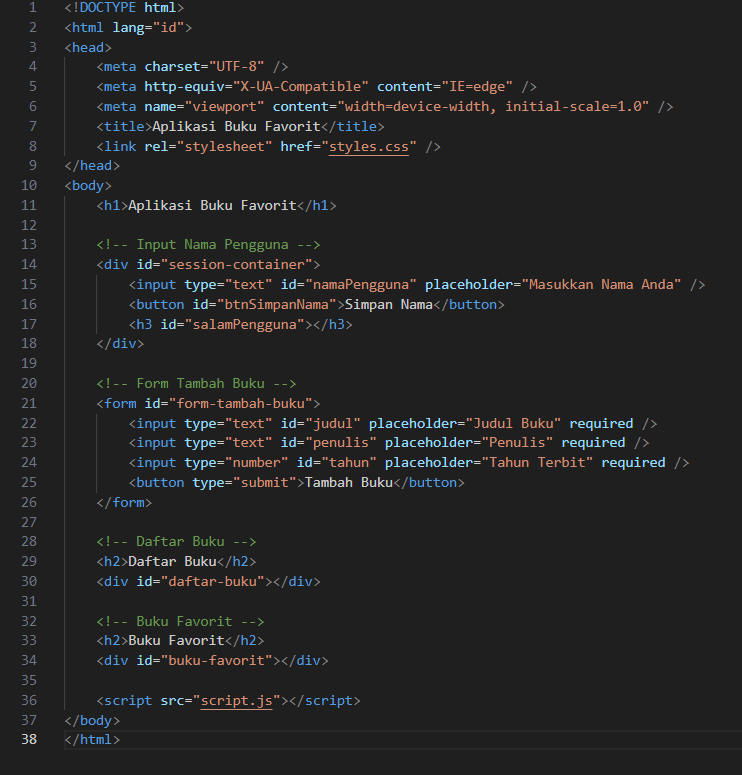 1 <!DOCTYPE html>
2 <html lang="id">
3 <head>
4     <meta charset="UTF-8" />
5     <meta http-equiv="X-UA-Compatible" content="IE=edge" />
6     <meta name="viewport" content="width=device-width, initial-scale=1.0" />
7     <title>Aplikasi Buku Favorit</title>
8     <link rel="stylesheet" href="styles.css" />
9 </head>
10 <body>
11     <h1>Aplikasi Buku Favorit</h1>
12
13     <!-- Input Nama Pengguna -->
14     <div id="session-container">
15         <input type="text" id="namaPengguna" placeholder="Masukkan Nama Anda" />
16         <button id="btnSimpanNama">Simpan Nama</button>
17         <h3 id="salamPengguna"></h3>
18     </div>
19
20     <!-- Form Tambah Buku -->
21     <form id="form-tambah-buku">
22         <input type="text" id="judul" placeholder="Judul Buku" required />
23         <input type="text" id="penulis" placeholder="Penulis" required />
24         <input type="number" id="tahun" placeholder="Tahun Terbit" required />
25         <button type="submit">Tambah Buku</button>
26     </form>
27
28     <!-- Daftar Buku -->
29     <h2>Daftar Buku</h2>
30     <div id="daftar-buku"></div>
31
32     <!-- Buku Favorit -->
33     <h2>Buku Favorit</h2>
34     <div id="buku-favorit"></div>
35
36     <script src="script.js"></script>
37 </body>
38 </html>